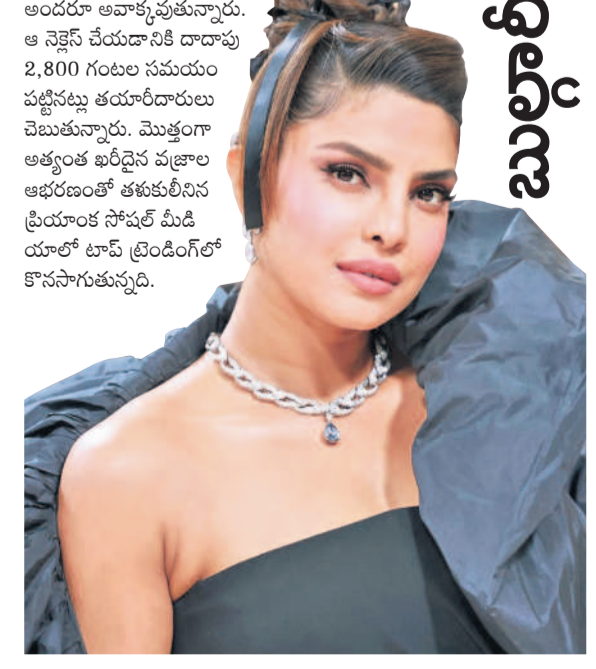 అందరూ అవాక్కవుతున్నారు.
ఆ నెక్లెస్ చేయడానికి దాదాపు
2,800 గంటల సమయం
పట్టినట్లు తయారీదారులు
చెబుతున్నారు. మొత్తంగా
అత్యంత ఖరీదైన వజ్రాల
ఆభరణంతో తళుకులీనిన
ప్రియాంక సోషల్ మీడి
యాలో టాప్ ట్రెండింగ్‌లో
కొనసాగుతున్నది.